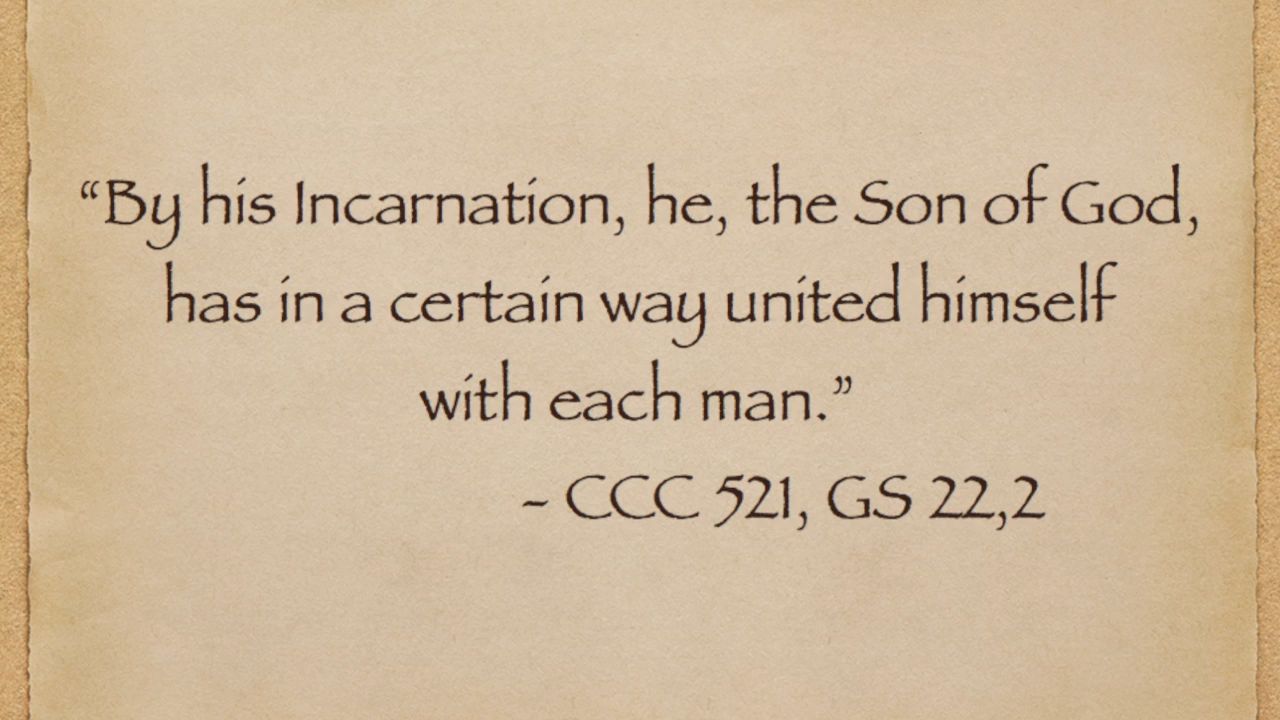 “By his Incarnation, he, the Son of God,
has in a certain way united himself
with each man.”
– CCC 521, GS 22,2